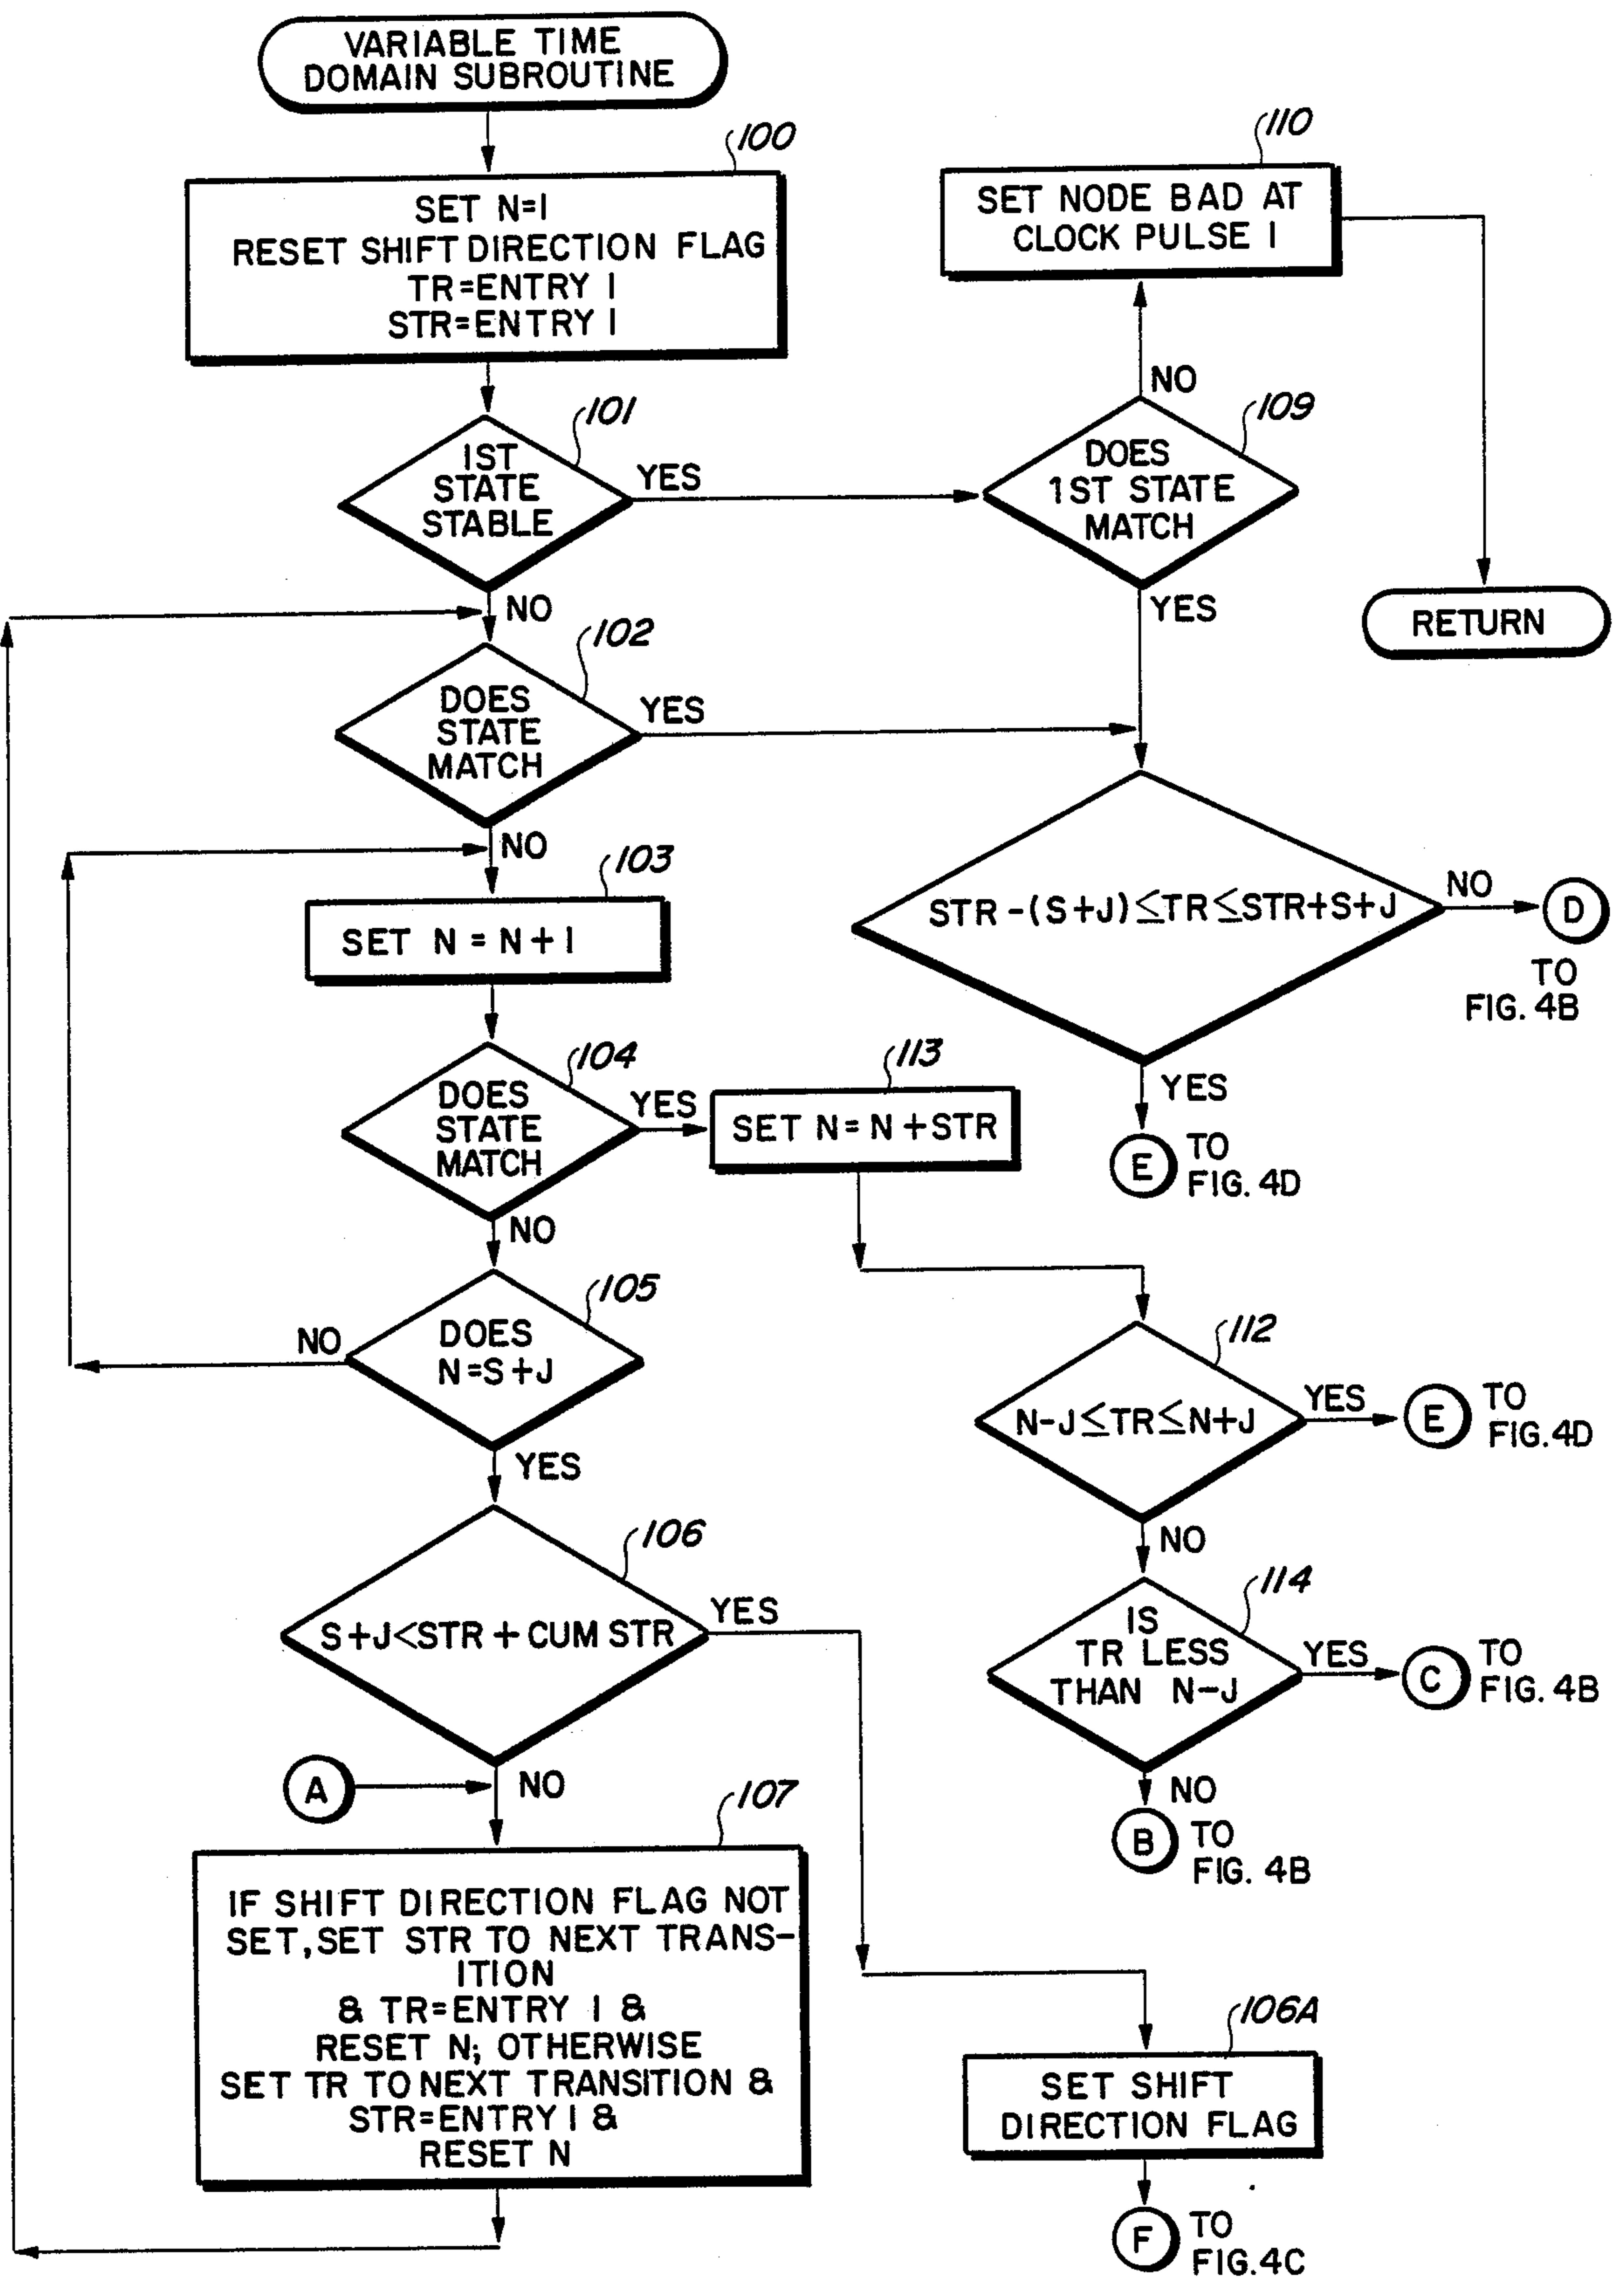 VARIABLE TIME
DOMAIN SUBROUTINE
100
SET N=1
RESET SHIFT DIRECTION FLAG
TR=ENTRY 1
STR=ENTRY 1
110
SET NODE BAD AT
CLOCK PULSE 1
101
1ST
STATE
STABLE
YES
NO
109
DOES
1ST STATE
MATCH
NO
YES
RETURN
102
DOES
STATE
MATCH
YES
NO
STR-(S+J)≤TR≤STR+S+J
NO
D
TO
FIG. 4B
YES
E
TO
FIG. 4D
103
SET N=N+1
104
DOES
STATE
MATCH
YES
NO
113
SET N=N+STR
105
DOES
N=S+J
NO
YES
112
N-J≤TR≤N+J
YES
E
TO
FIG.4D
NO
106
S+J<STR+CUM STR
YES
NO
114
IS
TR LESS
THAN N-J
YES
C
TO
FIG. 4B
NO
B
TO
FIG. 4B
A
107
IF SHIFT DIRECTION FLAG NOT
SET, SET STR TO NEXT TRANS-
ITION
& TR=ENTRY 1 &
RESET N; OTHERWISE
SET TR TO NEXT TRANSITION &
STR=ENTRY 1 &
RESET N
106A
SET SHIFT
DIRECTION FLAG
F
TO
FIG.4C